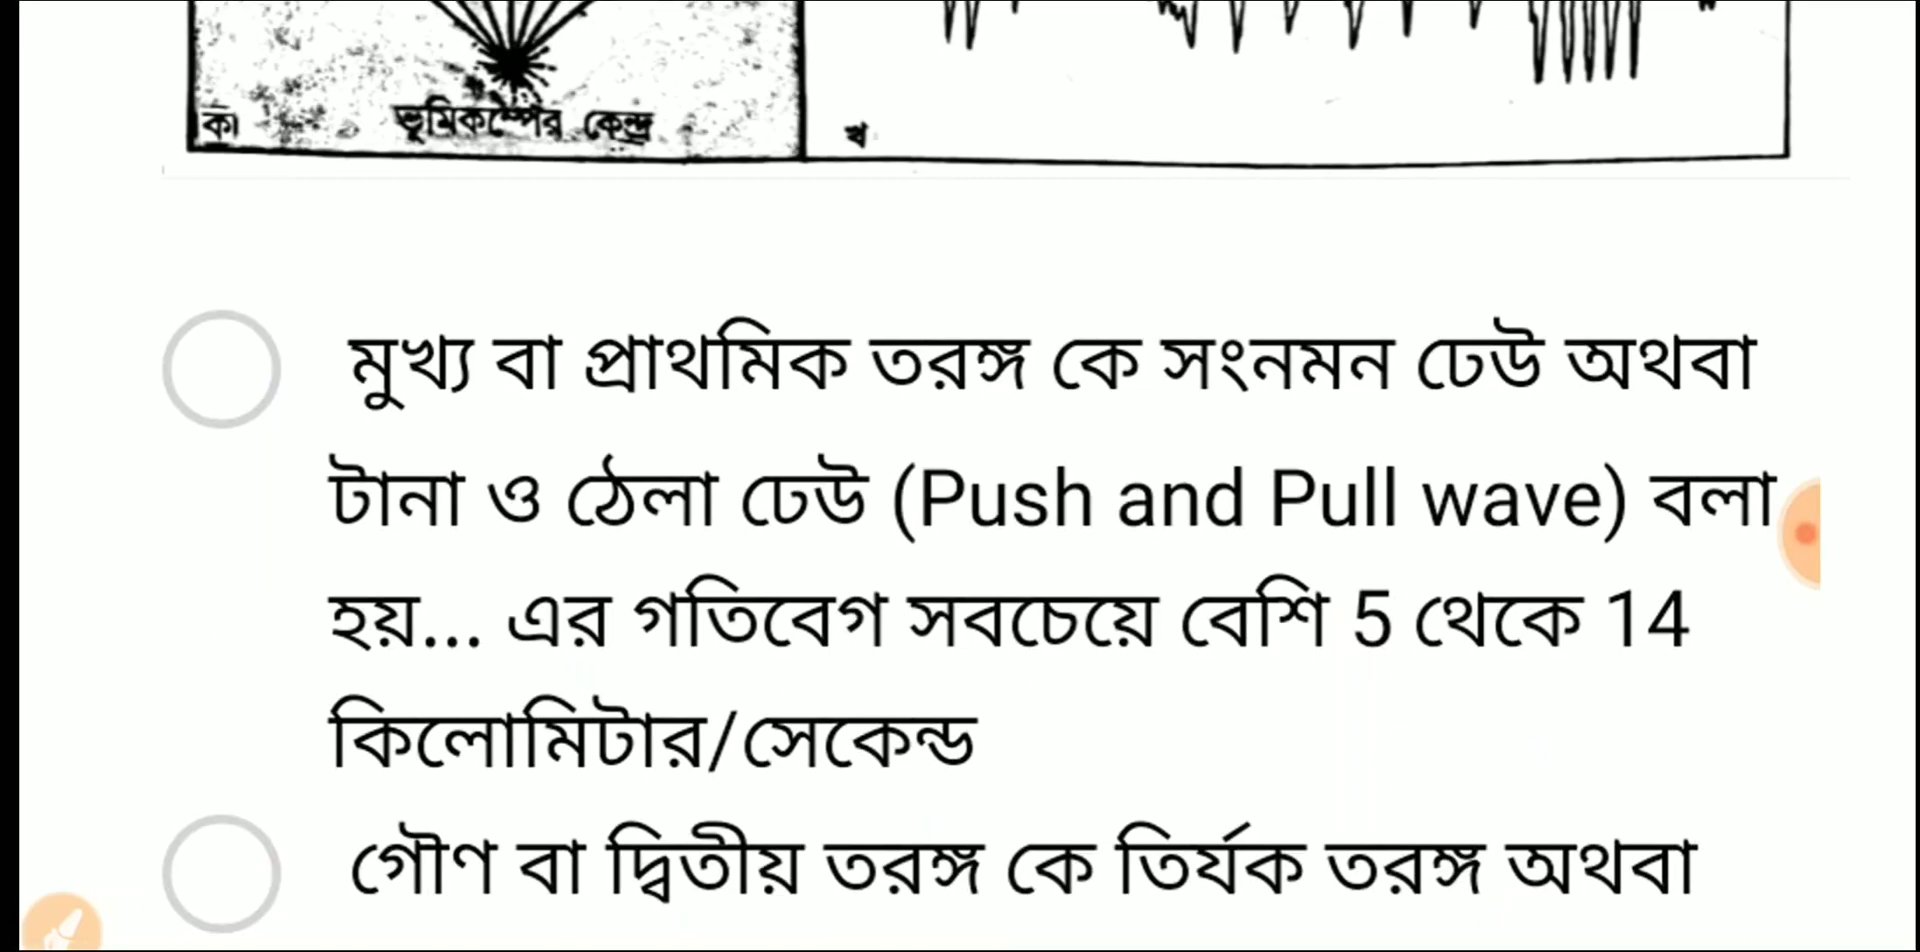 ক
ভূমিকম্পের কেন্দ্র
খ
মুখ্য বা প্রাথমিক তরঙ্গ কে সংনমন ঢেউ অথবা
টানা ও ঠেলা ঢেউ (Push and Pull wave) বলা
হয়... এর গতিবেগ সবচেয়ে বেশি 5 থেকে 14
কিলোমিটার/সেকেন্ড
গৌণ বা দ্বিতীয় তরঙ্গ কে তির্যক তরঙ্গ অথবা